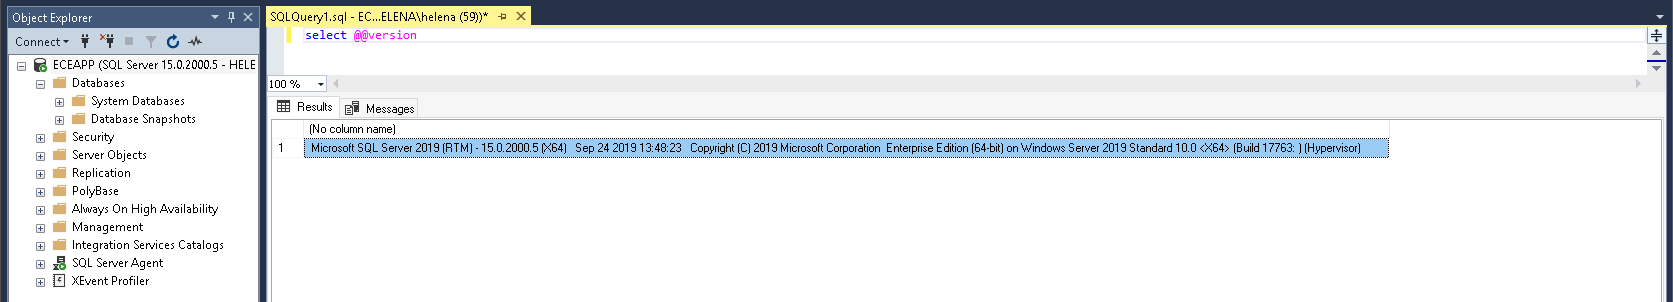 Object Explorer
Connect
ECEAPP (SQL Server 15.0.2000.5 - HELE
Databases
System Databases
Database Snapshots
Security
Server Objects
Replication
PolyBase
Always On High Availability
Management
Integration Services Catalogs
SQL Server Agent
XEvent Profiler
SQLQuery1.sql - EC...ELENA\helena (59))*
select @@version
100 %
Results
Messages
(No column name)
1 Microsoft SQL Server 2019 (RTM) - 15.0.2000.5 (X64) Sep 24 2019 13:48:23 Copyright (C) 2019 Microsoft Corporation Enterprise Edition (64-bit) on Windows Server 2019 Standard 10.0 <X64> (Build 17763: ) (Hypervisor)